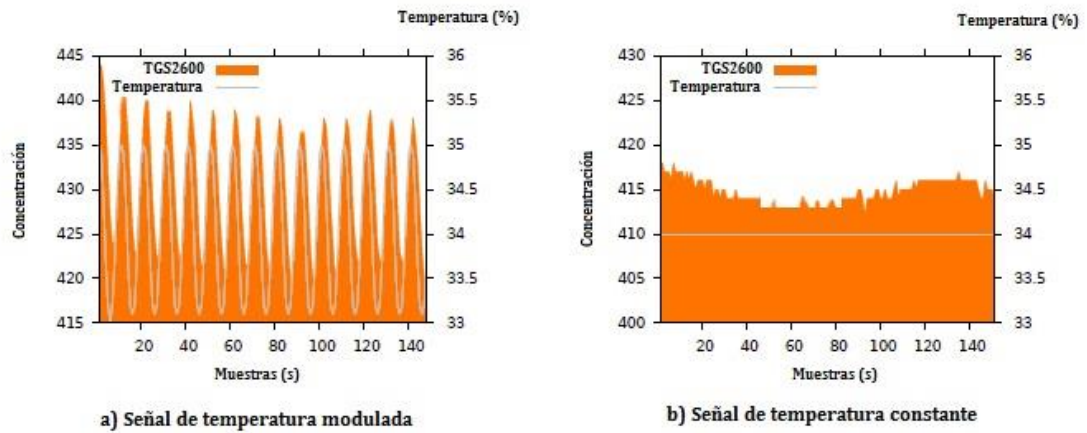 Temperatura (%)
445
440
435
430
425
420
415
36
35.5
35
34.5
34
33.5
33
TGS2600
Temperatura
Concentración
20 40 60 80 100 120 140
Muestras (s)
a) Señal de temperatura modulada
Temperatura (%)
430
425
420
415
410
405
400
36
35.5
35
34.5
34
33.5
33
TGS2600
Temperatura
Concentración
20 40 60 80 100 120 140
Muestras (s)
b) Señal de temperatura constante